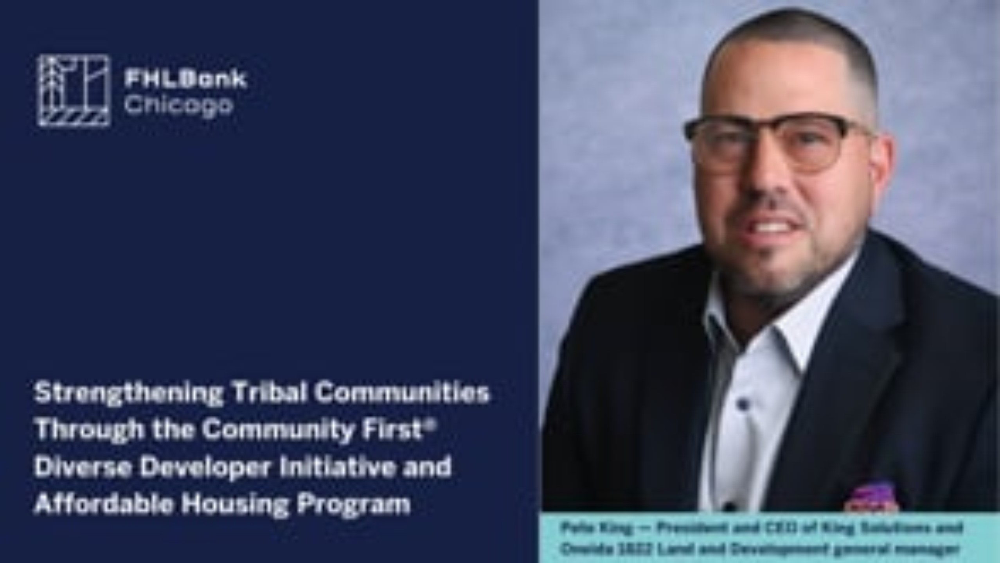 FHLBank
Chicago
Strengthening Tribal Communities
Through the Community First®
Diverse Developer Initiative and
Affordable Housing Program
Pete King — President and CEO of King Solutions and
Oneida 1822 Land and Development general manager